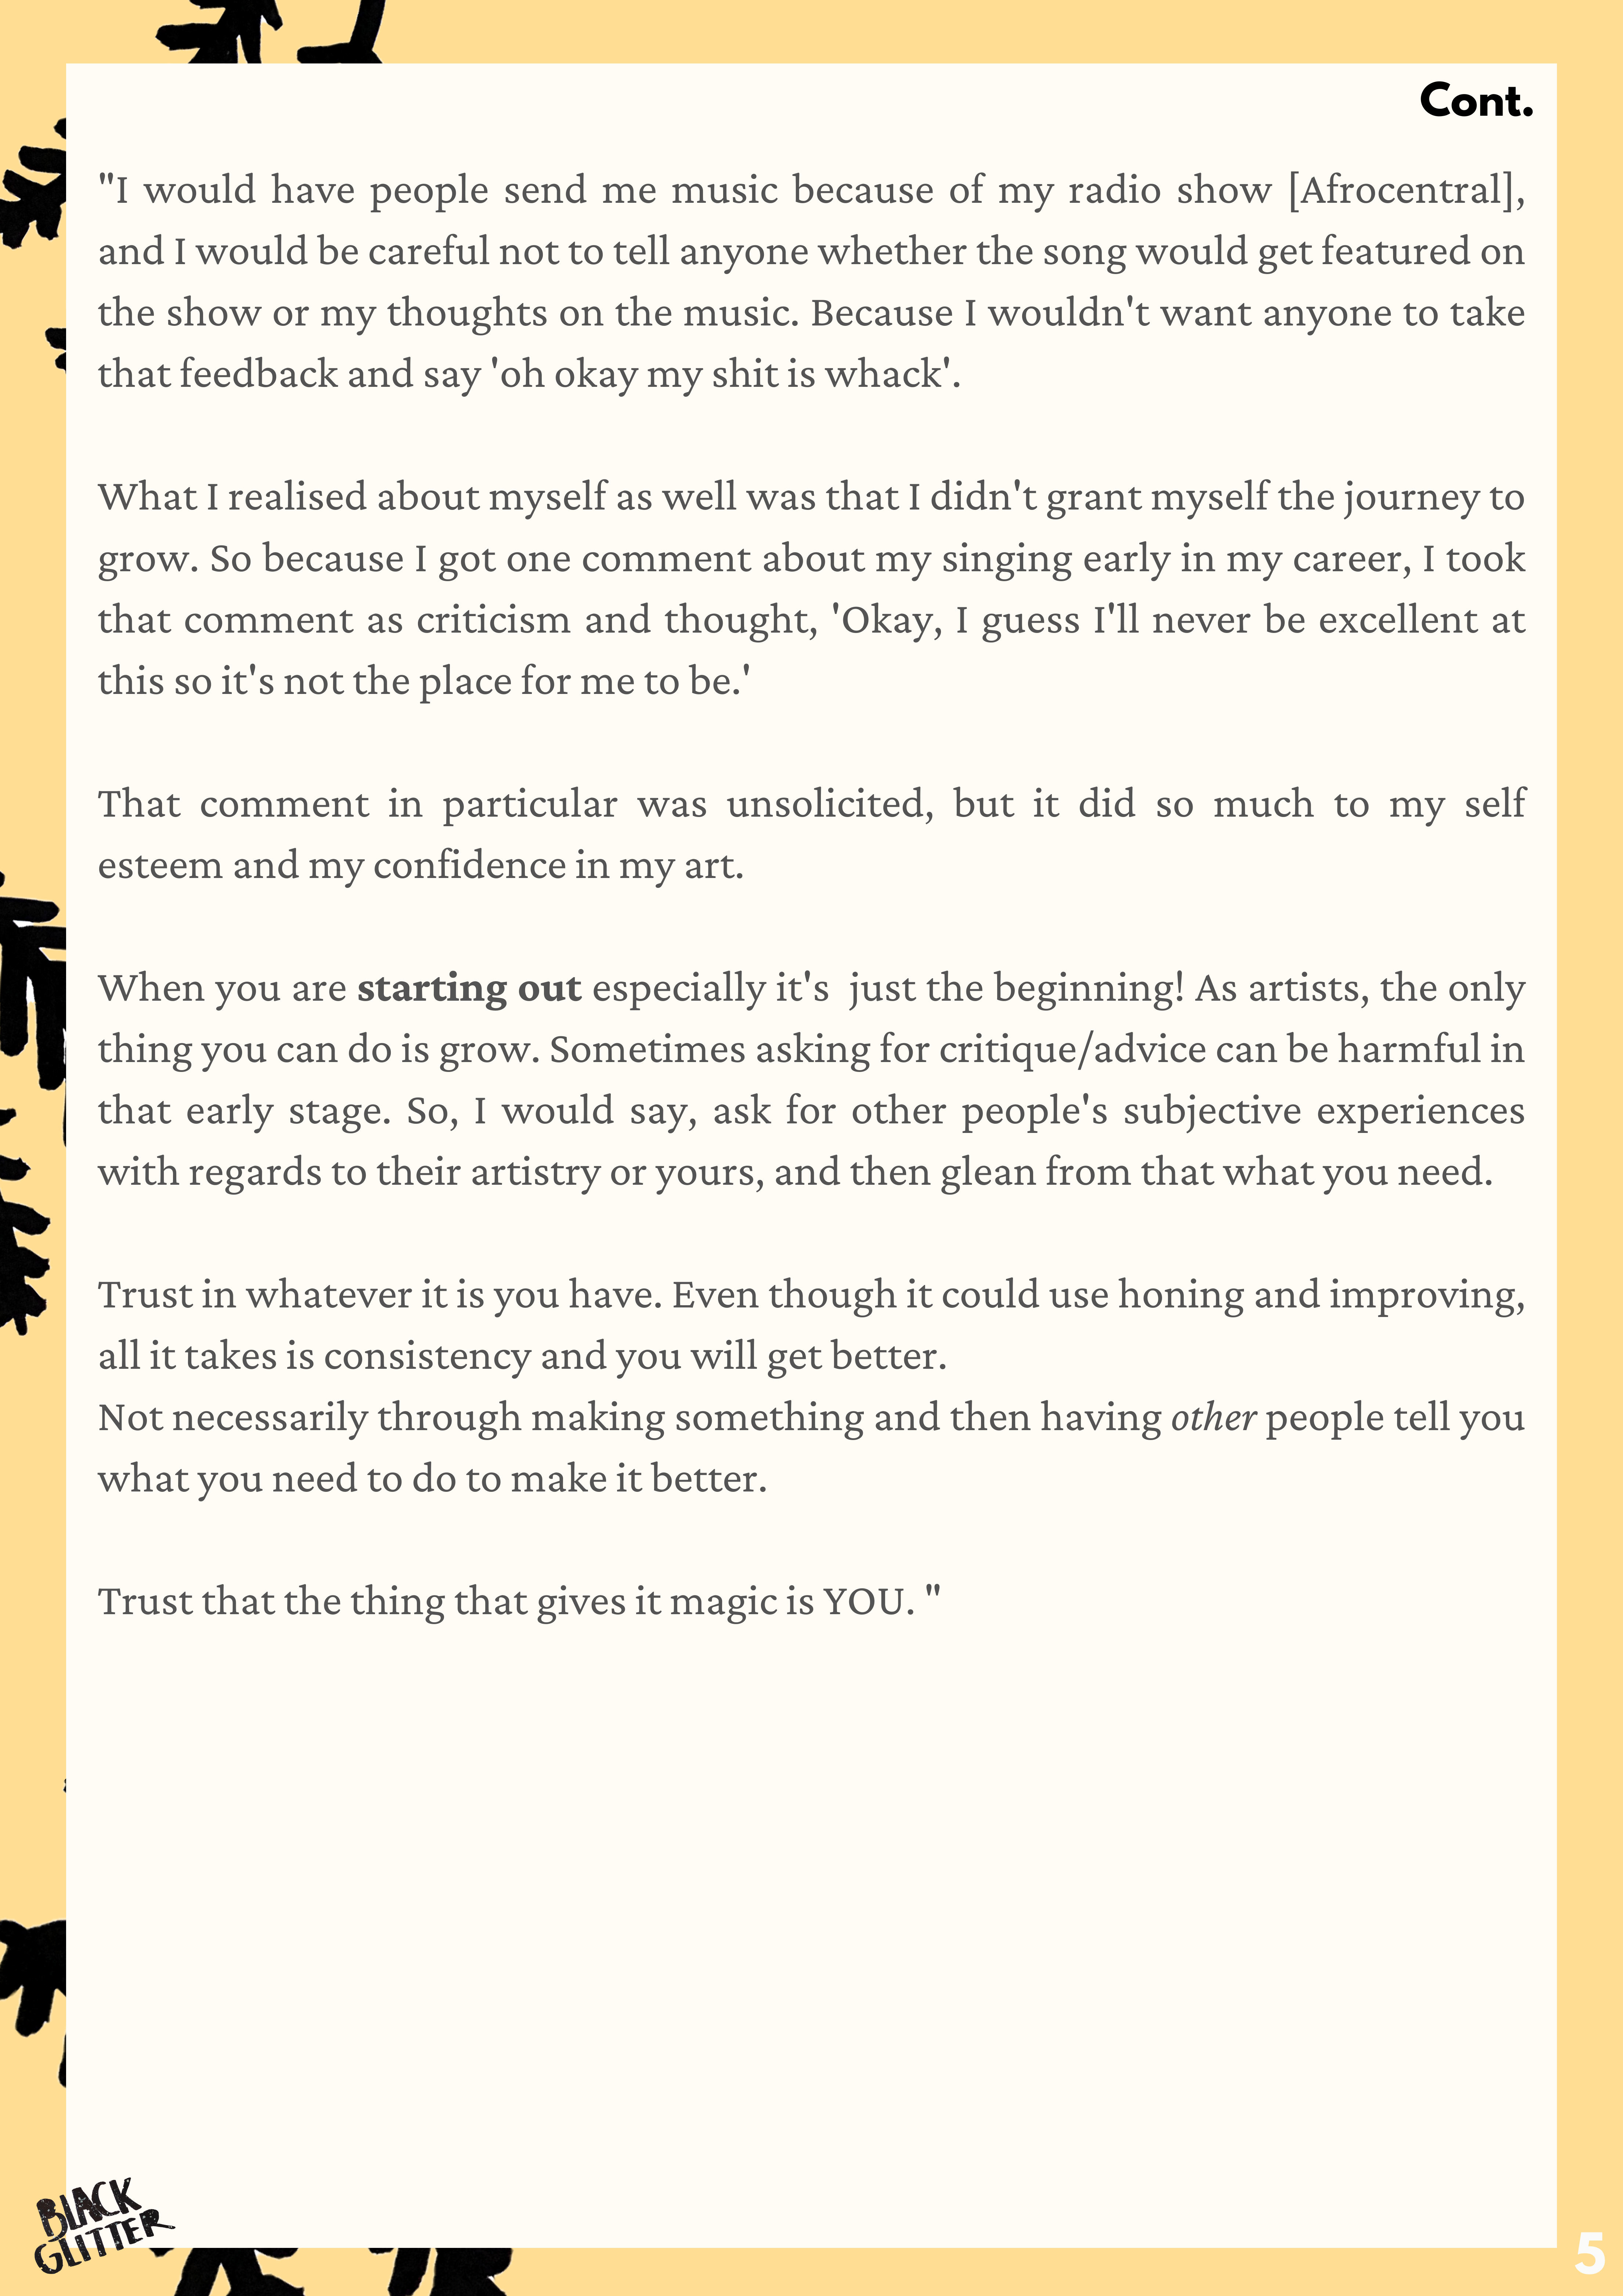 Cont.
"I would have people send me music because of my radio show [Afrocentral],
and I would be careful not to tell anyone whether the song would get featured on
the show or my thoughts on the music. Because I wouldn't want anyone to take
that feedback and say 'oh okay my shit is whack'.
What I realised about myself as well was that I didn't grant myself the journey to
grow. So because I got one comment about my singing early in my career, I took
that comment as criticism and thought, 'Okay, I guess I'll never be excellent at
this so it's not the place for me to be.'
That comment in particular was unsolicited, but it did so much to my self
esteem and my confidence in my art.
When you are starting out especially it's  just the beginning! As artists, the only
thing you can do is grow. Sometimes asking for critique/advice can be harmful in
that early stage. So, I would say, ask for other people's subjective experiences
with regards to their artistry or yours, and then glean from that what you need.
Trust in whatever it is you have. Even though it could use honing and improving,
all it takes is consistency and you will get better.
Not necessarily through making something and then having other people tell you
what you need to do to make it better.
Trust that the thing that gives it magic is YOU. "
BLACK
GLITTER
5